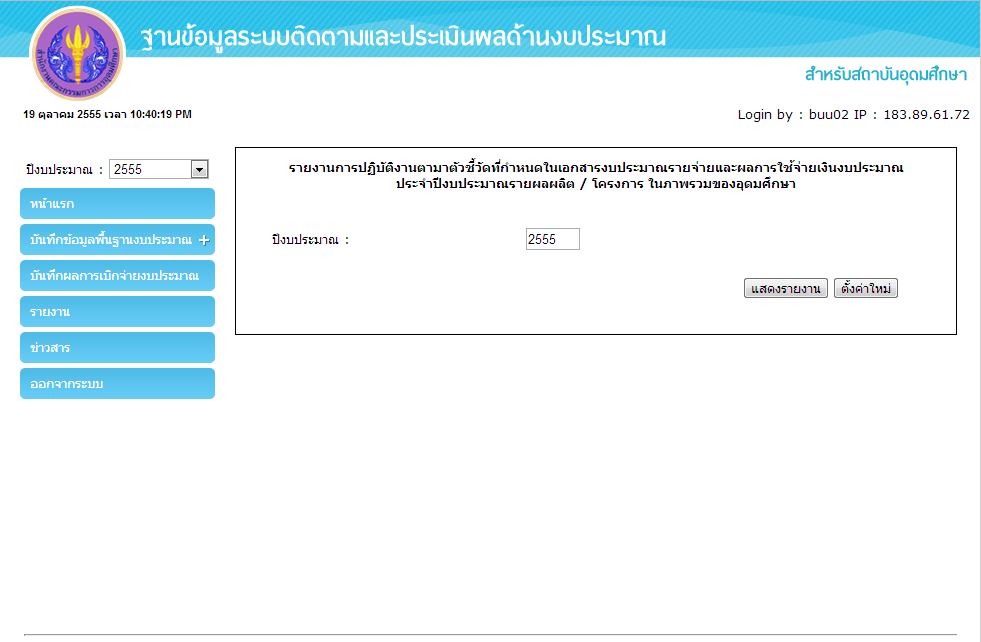 ฐานข้อมูลระบบติดตามและประเมินผลด้านงบประมาณ
สำหรับสถาบันอุดมศึกษา
19 ตุลาคม 2555 เวลา 10:40:19 PM
Login by : buu02 IP : 183.89.61.72
ปีงบประมาณ : 2555
หน้าแรก
บันทึกข้อมูลพื้นฐานงบประมาณ +
บันทึกผลการเบิกจ่ายงบประมาณ
รายงาน
ข่าวสาร
ออกจากระบบ
รายงานการปฏิบัติงานตามาตัวชี้วัดที่กำหนดในเอกสารงบประมาณรายจ่ายและผลการใช้จ่ายเงินงบประมาณ
ประจำปีงบประมาณรายผลผลิต / โครงการ ในภาพรวมของอุดมศึกษา
ปีงบประมาณ : 2555
แสดงรายงาน ตั้งค่าใหม่